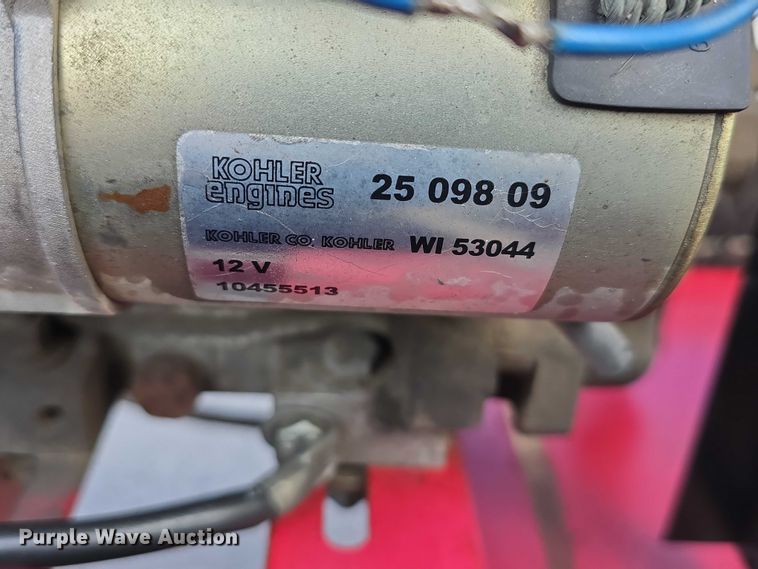 KOHLER
engines
25 098 09
KOHLER CO. KOHLER WI 53044
12 V
10455513
Purple Wave Auction